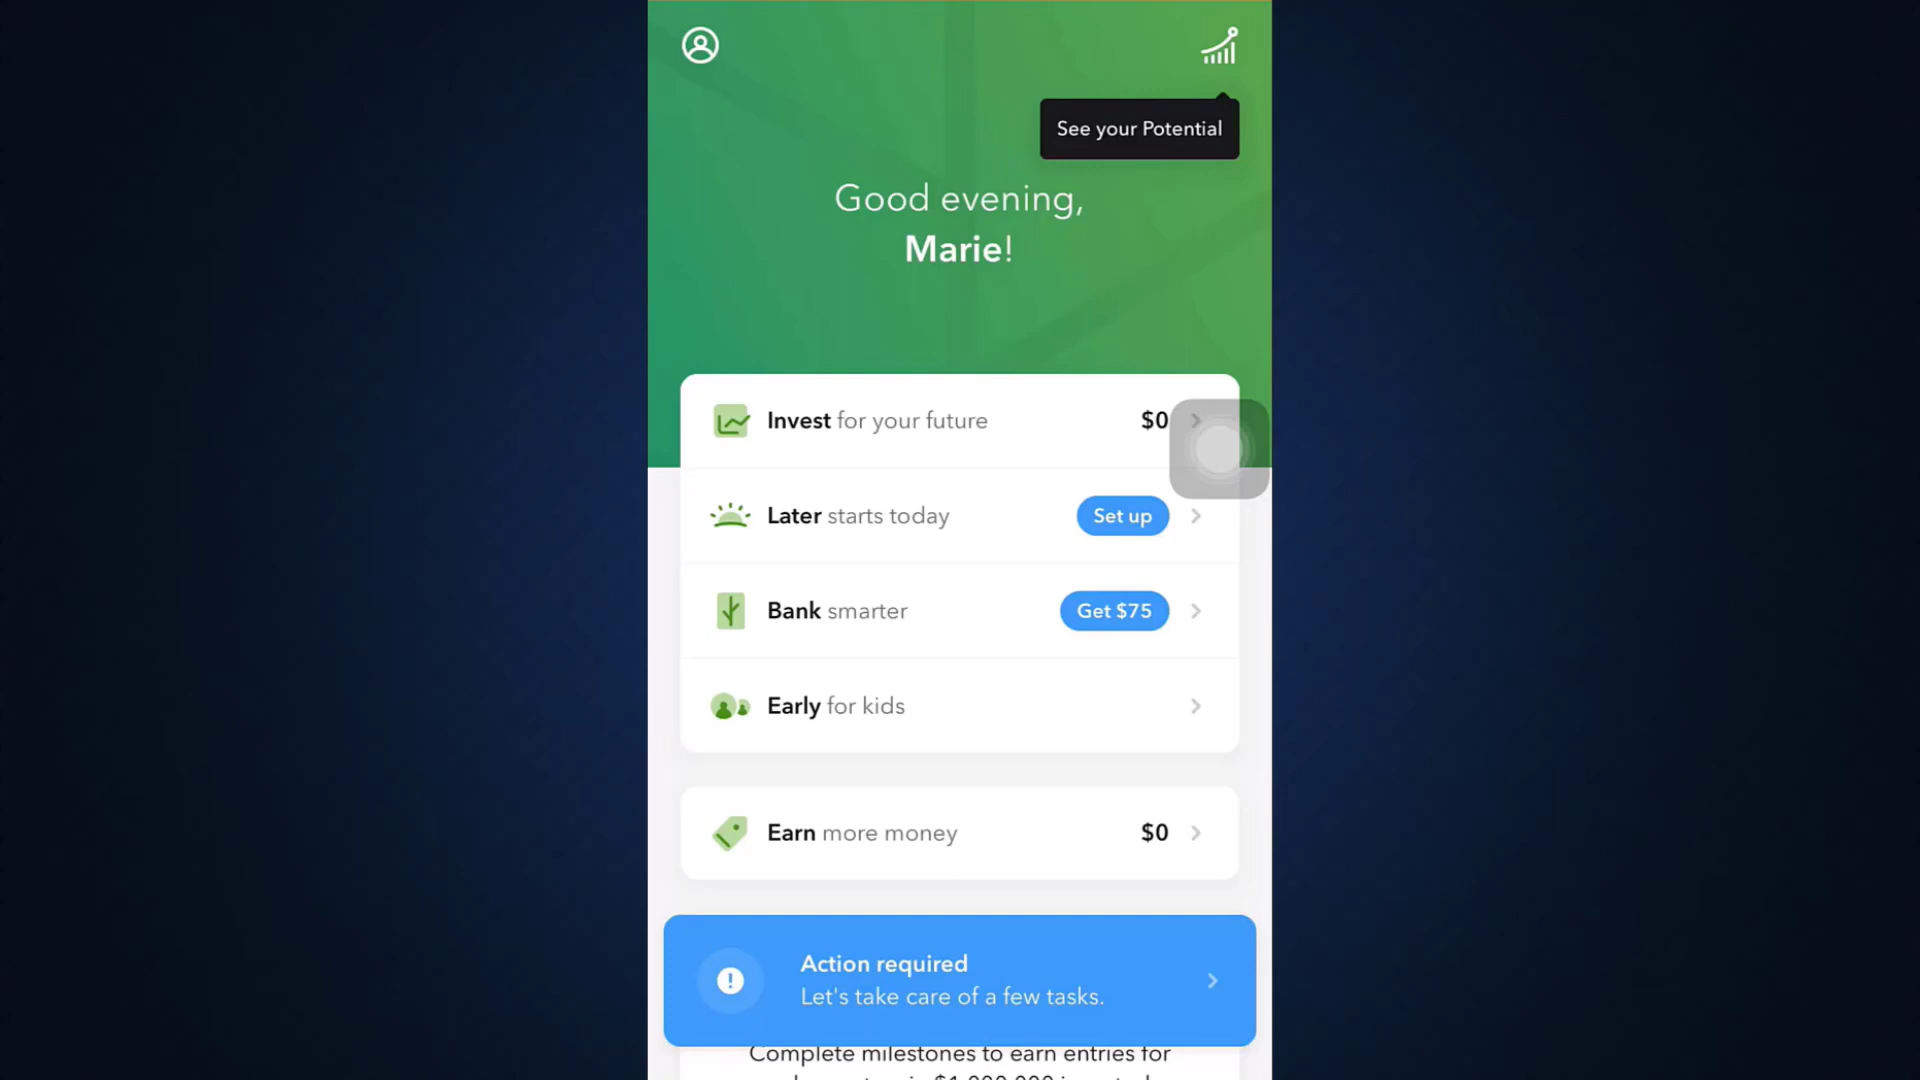 See your Potential
Good evening,
Marie!
Invest for your future $0
Later starts today Set up
Bank smarter Get $75
Early for kids
Earn more money $0
Action required
Let's take care of a few tasks.
Complete milestones to earn entries for